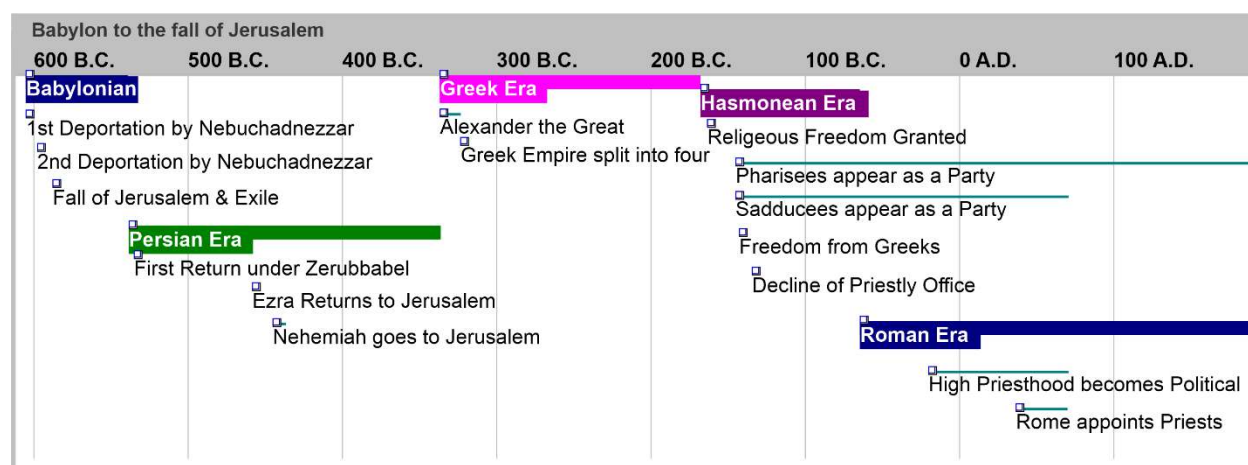 Babylon to the fall of Jerusalem
600 B.C. 500 B.C. 400 B.C. 300 B.C. 200 B.C. 100 B.C. 0 A.D. 100 A.D.
Babylonian
Greek Era
Hasmonean Era
1st Deportation by Nebuchadnezzar
Alexander the Great
Religeous Freedom Granted
2nd Deportation by Nebuchadnezzar
Greek Empire split into four
Pharisees appear as a Party
Fall of Jerusalem & Exile
Sadducees appear as a Party
Persian Era
Freedom from Greeks
First Return under Zerubbabel
Decline of Priestly Office
Ezra Returns to Jerusalem
Nehemiah goes to Jerusalem
Roman Era
High Priesthood becomes Political
Rome appoints Priests